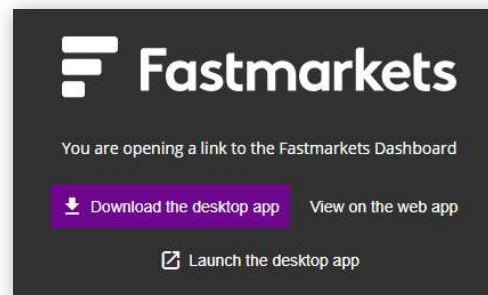 Fastmarkets
You are opening a link to the Fastmarkets Dashboard
Download the desktop app View on the web app
Launch the desktop app